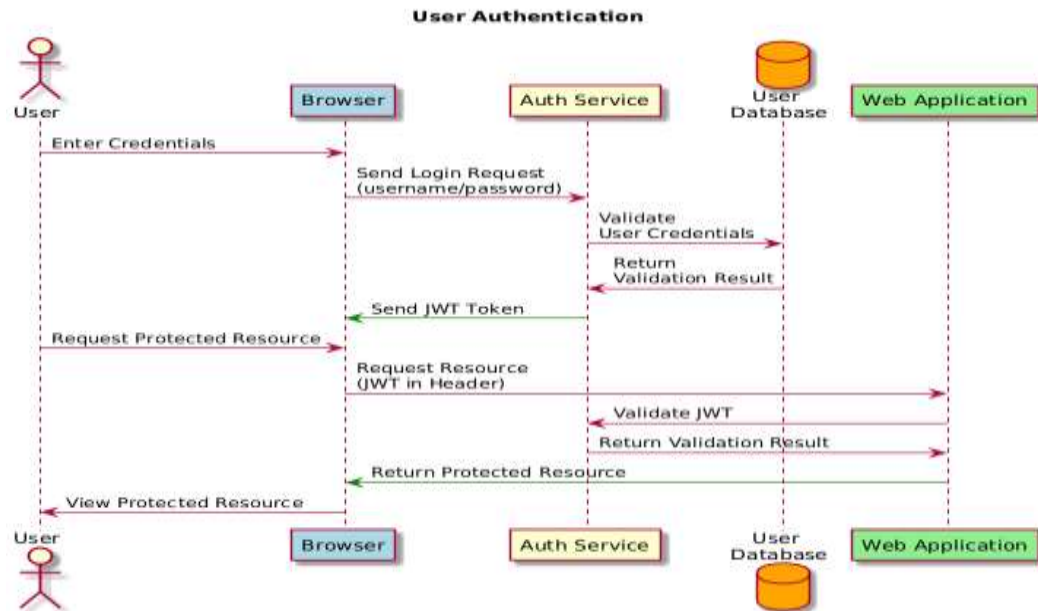 User Authentication
User
Browser
Auth Service
User
Database
Web Application
Enter Credentials
Send Login Request
(username/password)
Validate
User Credentials
Return
Validation Result
Send JWT Token
Request Protected Resource
Request Resource
(JWT in Header)
Validate JWT
Return Validation Result
Return Protected Resource
View Protected Resource
User
Browser
Auth Service
User
Database
Web Application